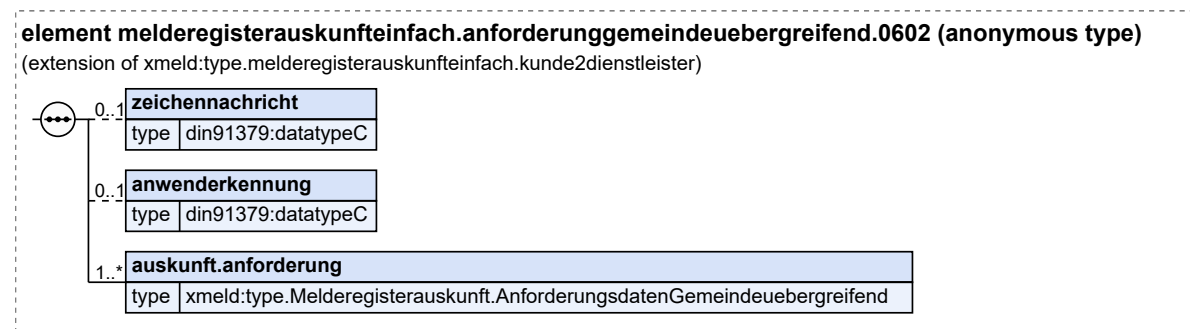 element melderegisterauskunfteinfach.anforderunggemeindeuebergreifend.0602 (anonymous type)
(extension of xmeld:type.melderegisterauskunfteinfach.kunde2dienstleister)
0..1 zeichennachricht
type din91379:datatypeC
0..1 anwenderkennung
type din91379:datatypeC
1..* auskunft.anforderung
type xmeld:type.Melderegisterauskunft.AnforderungsdatenGemeindeuebergreifend